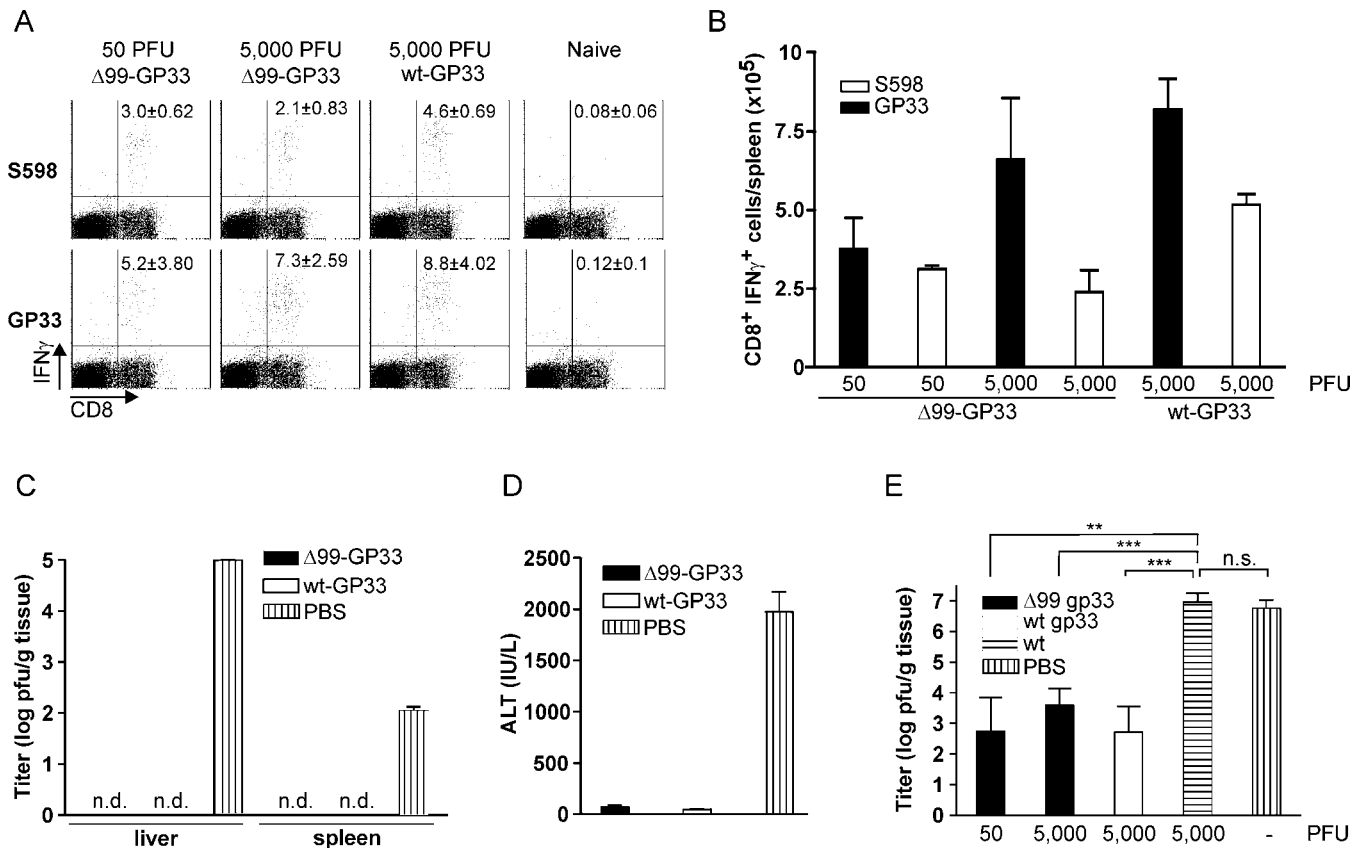 A
50 PFU
Δ99-GP33
5,000 PFU
Δ99-GP33
5,000 PFU
wt-GP33
Naive
S598
3.0±0.62
2.1±0.83
4.6±0.69
0.08±0.06
GP33
5.2±3.80
7.3±2.59
8.8±4.02
0.12±0.1
IFNγ
CD8
B
CD8+ IFNγ+ cells/spleen (x10⁵)
10
7.5
5.0
2.5
0
S598
GP33
50 50 5,000 5,000 5,000 5,000 PFU
Δ99-GP33 wt-GP33
C
Titer (log pfu/g tissue)
5
4
3
2
1
0
Δ99-GP33
wt-GP33
PBS
n.d. n.d. n.d. n.d.
liver spleen
D
ALT (IU/L)
2500
2000
1500
1000
500
0
Δ99-GP33
wt-GP33
PBS
E
**
***
***
n.s.
Titer (log pfu/g tissue)
7
6
5
4
3
2
1
0
Δ99 gp33
wt gp33
wt
PBS
50 5,000 5,000 5,000 - PFU